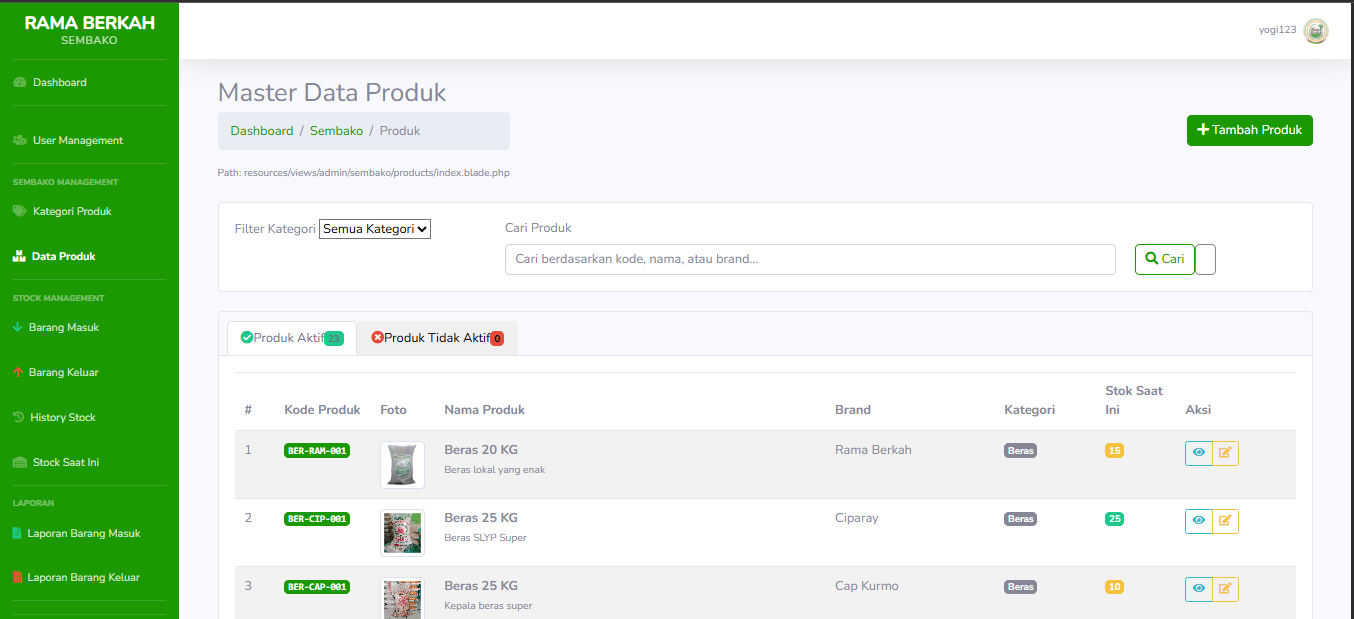 RAMA BERKAH
SEMBAKO
yogi123
Dashboard
User Management
SEMBAKO MANAGEMENT
Kategori Produk
Data Produk
STOCK MANAGEMENT
Barang Masuk
Barang Keluar
History Stock
Stock Saat Ini
LAPORAN
Laporan Barang Masuk
Laporan Barang Keluar
Master Data Produk
Dashboard / Sembako / Produk
Tambah Produk
Path: resources/views/admin/sembako/products/index.blade.php
Filter Kategori Semua Kategori
Cari Produk
Cari berdasarkan kode, nama, atau brand...
Cari
Produk Aktif 23
Produk Tidak Aktif 0
# Kode Produk Foto Nama Produk Brand Kategori Stok Saat Ini Aksi
1 BER-RAM-001 Beras 20 KG Rama Berkah Beras 15
Beras lokal yang enak
2 BER-CIP-001 Beras 25 KG Ciparay Beras 25
Beras SLYP Super
3 BER-CAP-001 Beras 25 KG Cap Kurmo Beras 10
Kepala beras super